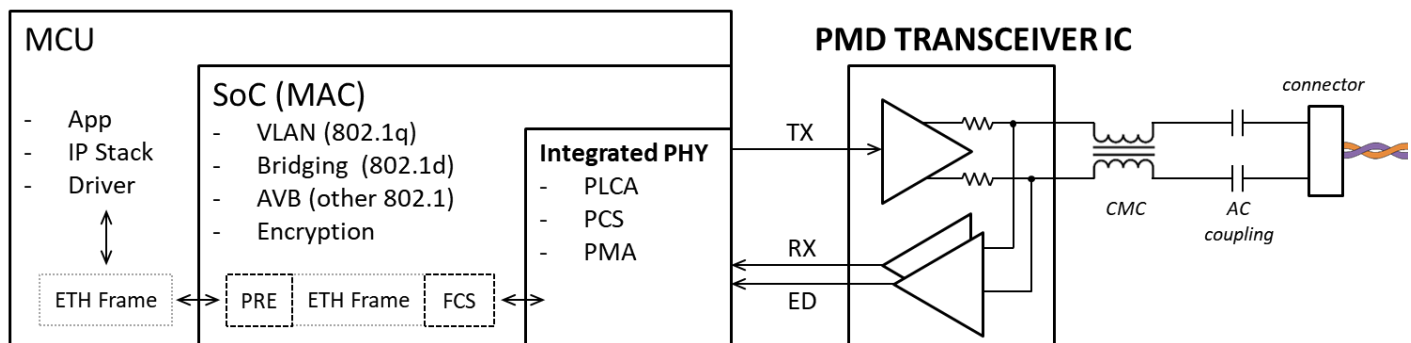 MCU
- App
- IP Stack
- Driver
ETH Frame
SoC (MAC)
- VLAN (802.1q)
- Bridging (802.1d)
- AVB (other 802.1)
- Encryption
PRE
ETH Frame
FCS
Integrated PHY
- PLCA
- PCS
- PMA
TX
RX
ED
PMD TRANSCEIVER IC
CMC
AC
coupling
connector